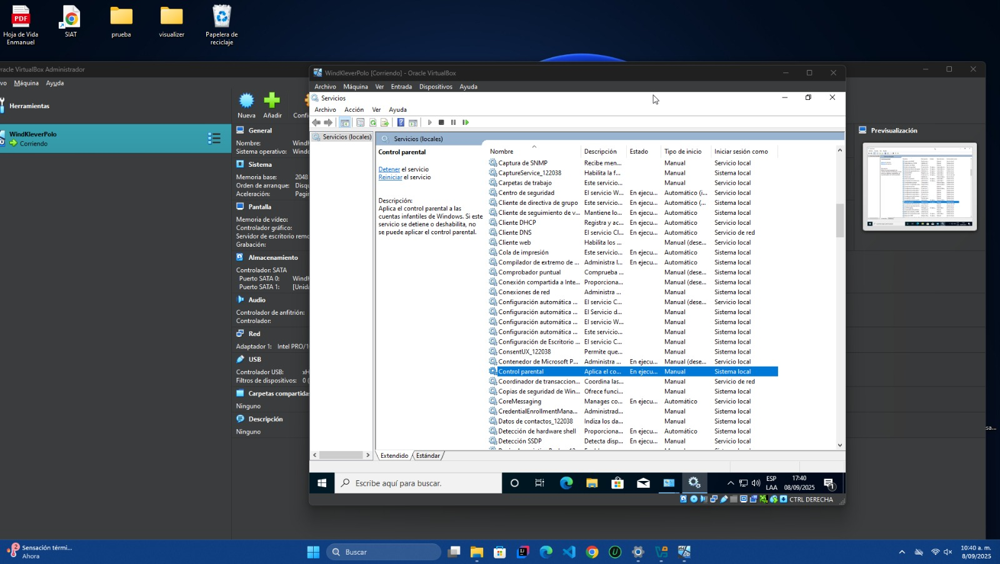 PDF
Hoja de Vida
Enmanuel
SIAT
prueba
visualizer
Papelera de
reciclaje
racle VirtualBox Administrador
vo Máquina Ayuda
Herramientas
WindKleverPolo
Corriendo
Nueva Añadir Confi
General
Nombre: Wind
Sistema operativo: Windo
Sistema
Memoria base: 2048
Orden de arranque: Disqu
Aceleración: Pagin
Pantalla
Memoria de vídeo:
Controlador gráfico:
Servidor de escritorio remo
Grabación:
Almacenamiento
Controlador: SATA
Puerto SATA 0: Windk
Puerto SATA 1: [Unida
Audio
Controlador de anfitrión:
Controlador:
Red
Adaptador 1: Intel PRO/1
USB
Controlador USB: xH
Filtros de dispositivos: 0 (
Carpetas compartidas
Ninguno
Descripción
Ninguno
Previsualización
WindKleverPolo [Corriendo] - Oracle VirtualBox
Archivo Máquina Ver Entrada Dispositivos Ayuda
Servicios
Archivo Acción Ver Ayuda
Servicios (locales)
Servicios (locales)
Control parental
Detener el servicio
Reiniciar el servicio
Descripción:
Aplica el control parental a las
cuentas infantiles de Windows. Si este
servicio se detiene o deshabilita, no
se puede aplicar el control parental.
Nombre Descripción Estado Tipo de inicio Iniciar sesión como
Captura de SNMP Recibe men... Manual Servicio local
CaptureService_122038 Habilita la f... Manual Sistema local
Carpetas de trabajo Este servicio... Manual Servicio local
Centro de seguridad El servicio W... En ejecu... Automático (i... Servicio local
Cliente de directiva de grupo Este servicio... En ejecu... Automático (... Sistema local
Cliente de seguimiento de v... Mantiene lo... En ejecu... Automático Sistema local
Cliente DHCP Registra y ac... En ejecu... Automático Servicio local
Cliente DNS El servicio Cl... En ejecu... Automático (dese... Servicio de red
Cliente web Habilita los ... Manual (dese... Servicio local
Cola de impresión Este servicio... En ejecu... Automático Sistema local
Compilador de extremo de ... Administra l... En ejecu... Automático Sistema local
Comprobador puntual Comprueba ... Manual (dese... Sistema local
Conexión compartida a Inte... Proporciona... Manual (dese... Sistema local
Conexiones de red Administra ... Manual Sistema local
Configuración automática ... El servicio C... Manual (dese... Sistema local
Configuración automática ... El Servicio d... Manual Sistema local
Configuración automática ... El servicio W... Manual Sistema local
Configuración automática ... Este servicio... Manual Sistema local
Configuración de Escritorio ... El servicio C... Manual Sistema local
ConsentUX_122038 Permite que... Manual Sistema local
Contenedor de Microsoft P... Administra ... En ejecu... Manual (dese... Servicio local
Control parental Aplica el co... En ejecu... Manual Sistema local
Coordinador de transaccion... Coordina las... Manual Servicio de red
Copias de seguridad de Win... Ofrece funci... Manual Sistema local
CoreMessaging Manages co... En ejecu... Automático Servicio local
CredentialEnrollmentMana... Administrad... Manual Sistema local
Datos de contactos_122038 Indiza los da... Manual Sistema local
Detección de hardware shell Proporciona... En ejecu... Automático Sistema local
Detección SSDP Detecta disp... En ejecu... Manual Servicio local
Extendido Estándar
Escribe aquí para buscar.
ESP
LAA
17:40
08/09/2025
1
CTRL DERECHA
sa...
2
Sensación térmi...
Ahora
Buscar
10:40 a. m.
8/09/2025